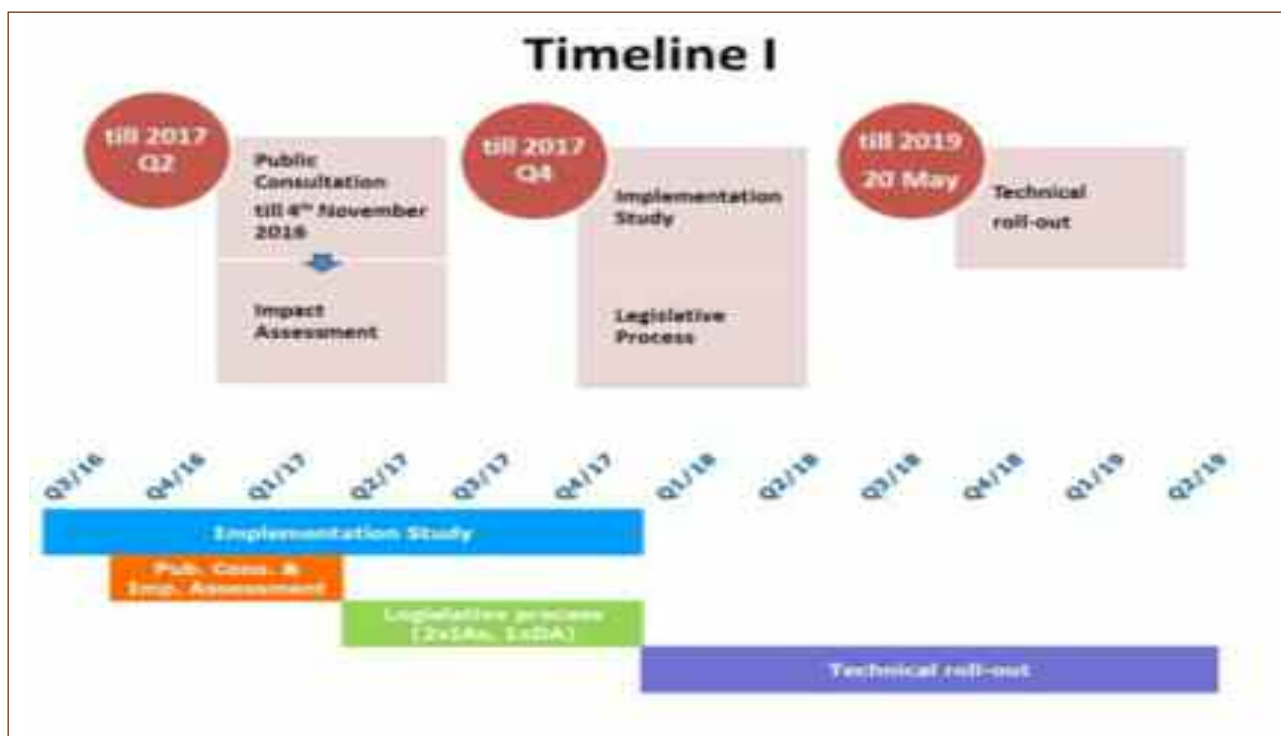 Timeline I
till 2017
Q2
Public
Consultation
till 4th November
2016
Impact
Assessment
till 2017
Q4
Implementation
Study
Legislative
Process
till 2019
20 May
Technical
roll-out
Q3/16
Q4/16
Q1/17
Q2/17
Q3/17
Q4/17
Q1/18
Q2/18
Q3/18
Q4/18
Q1/19
Q2/19
Implementation Study
Pub. Cons. &
Imp. Assessment
Legislative process
(2xIAs, 1xDA)
Technical roll-out